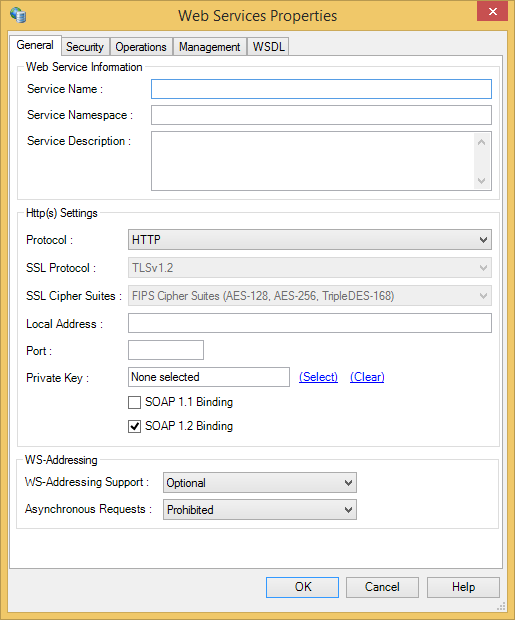 Web Services Properties
General Security Operations Management WSDL
Web Service Information
Service Name :
Service Namespace :
Service Description :
Http(s) Settings
Protocol : HTTP
SSL Protocol : TLSv1.2
SSL Cipher Suites : FIPS Cipher Suites (AES-128, AES-256, TripleDES-168)
Local Address :
Port :
Private Key : None selected (Select) (Clear)
SOAP 1.1 Binding
SOAP 1.2 Binding
WS-Addressing
WS-Addressing Support : Optional
Asynchronous Requests : Prohibited
OK Cancel Help